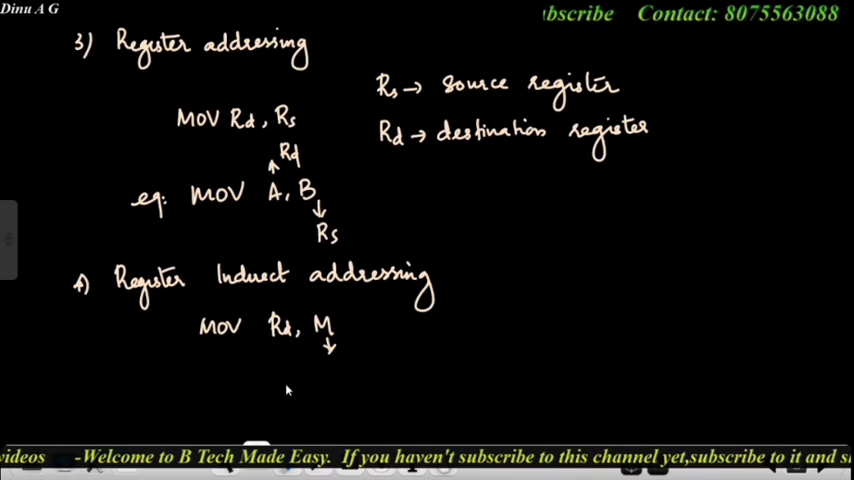 Dinu A G
ıbscribe Contact: 8075563088
3) Register addressing
Rs → source register
MOV Rd, Rs
Rd → destination register
↑ Rd
eg: MOV A, B
↓
Rs
4) Register Indirect addressing
MOV Rd, M
↓
videos -Welcome to B Tech Made Easy. If you haven't subscribe to this channel yet,subscribe to it and s